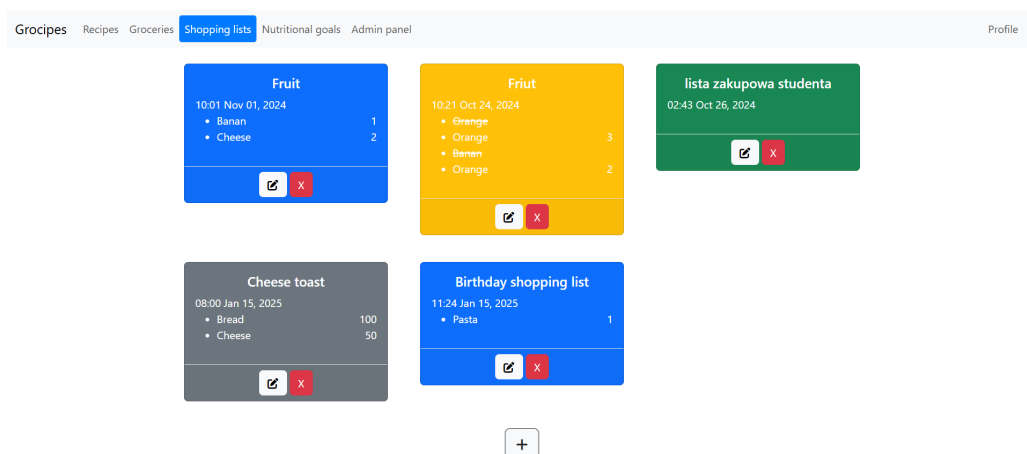 Grocipes Recipes Groceries Shopping lists Nutritional goals Admin panel Profile
Fruit
10:01 Nov 01, 2024
Banan 1
Cheese 2
X
Friut
10:21 Oct 24, 2024
Orange
Orange 3
Banan
Orange 2
X
lista zakupowa studenta
02:43 Oct 26, 2024
X
Cheese toast
08:00 Jan 15, 2025
Bread 100
Cheese 50
X
Birthday shopping list
11:24 Jan 15, 2025
Pasta 1
X
+